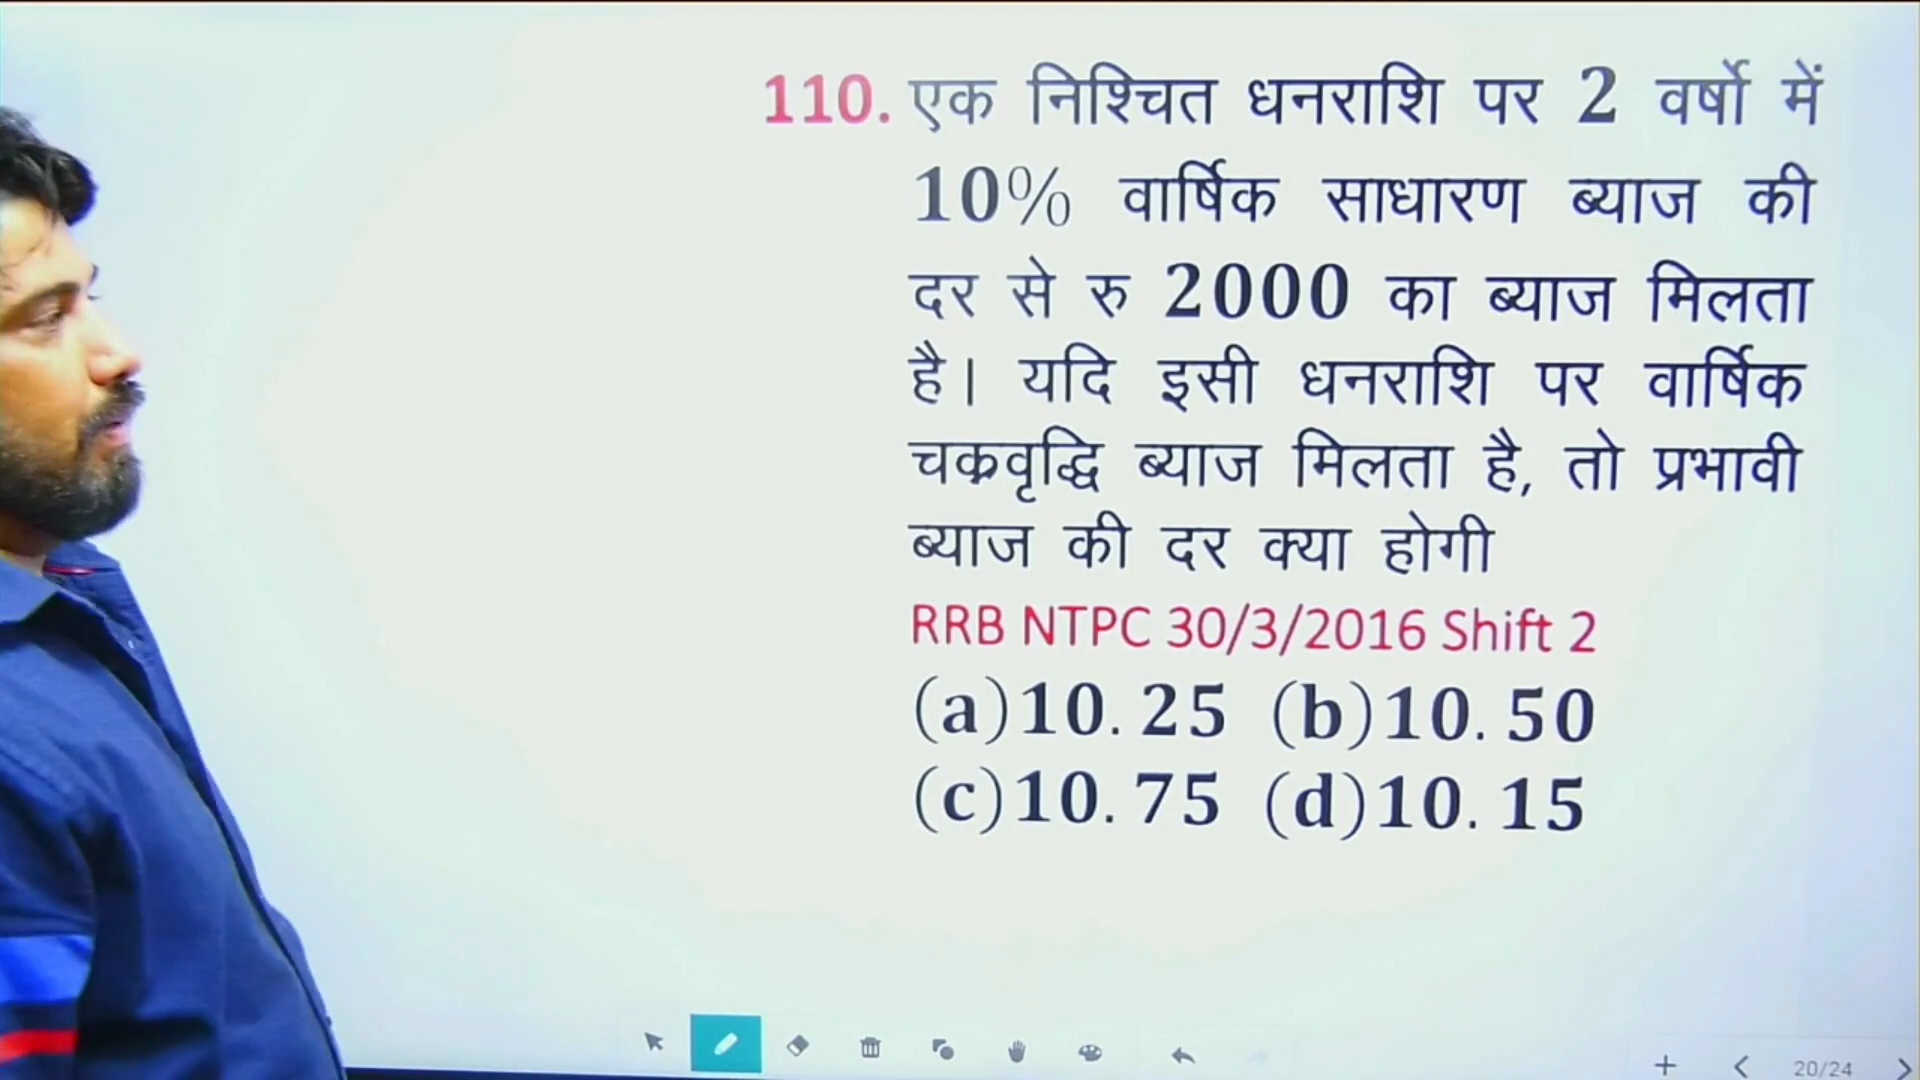 110. एक निश्चित धनराशि पर 2 वर्षो में
10% वार्षिक साधारण ब्याज की
दर से रु 2000 का ब्याज मिलता
है। यदि इसी धनराशि पर वार्षिक
चक्रवृद्धि ब्याज मिलता है, तो प्रभावी
ब्याज की दर क्या होगी
RRB NTPC 30/3/2016 Shift 2
(a)10. 25 (b)10. 50
(c)10. 75 (d)10. 15
20/24